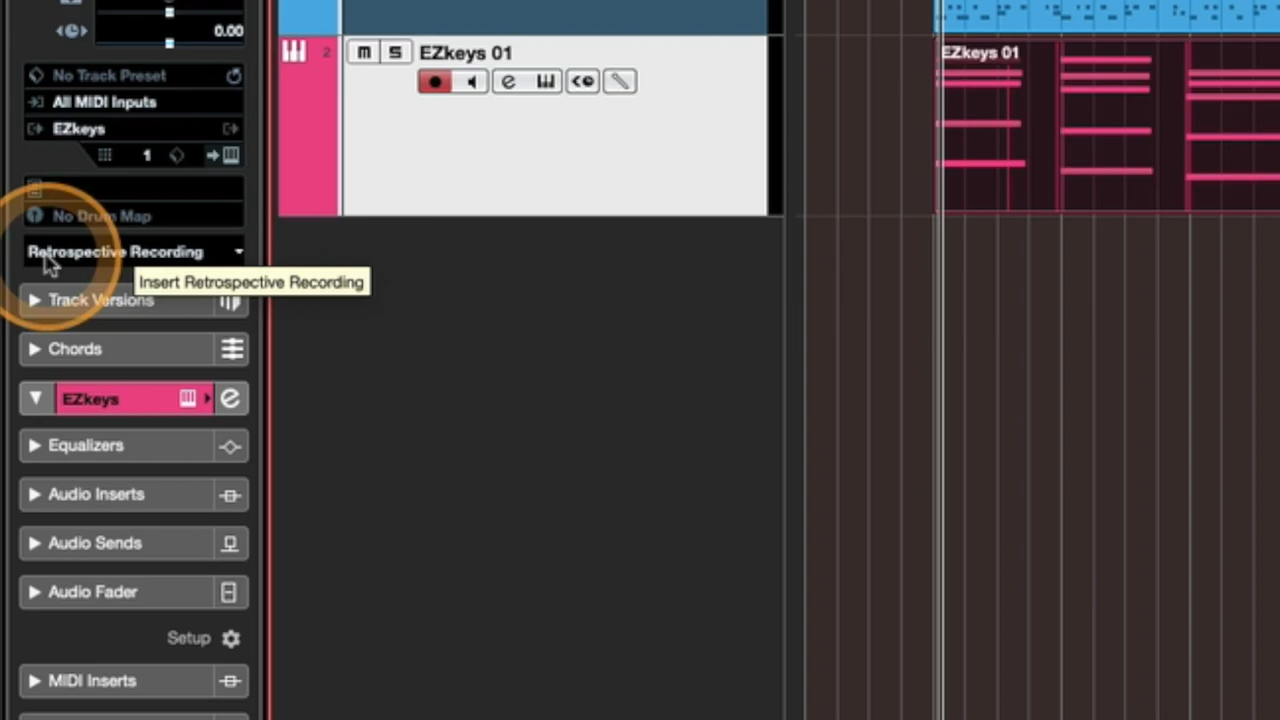 0.00
No Track Preset
All MIDI Inputs
EZkeys
1
No Drum Map
Retrospective Recording
Insert Retrospective Recording
Track Versions
Chords
EZkeys
Equalizers
Audio Inserts
Audio Sends
Audio Fader
Setup
MIDI Inserts
2
m S EZkeys 01
e
EZkeys 01